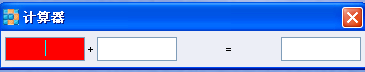 计算器
+ =